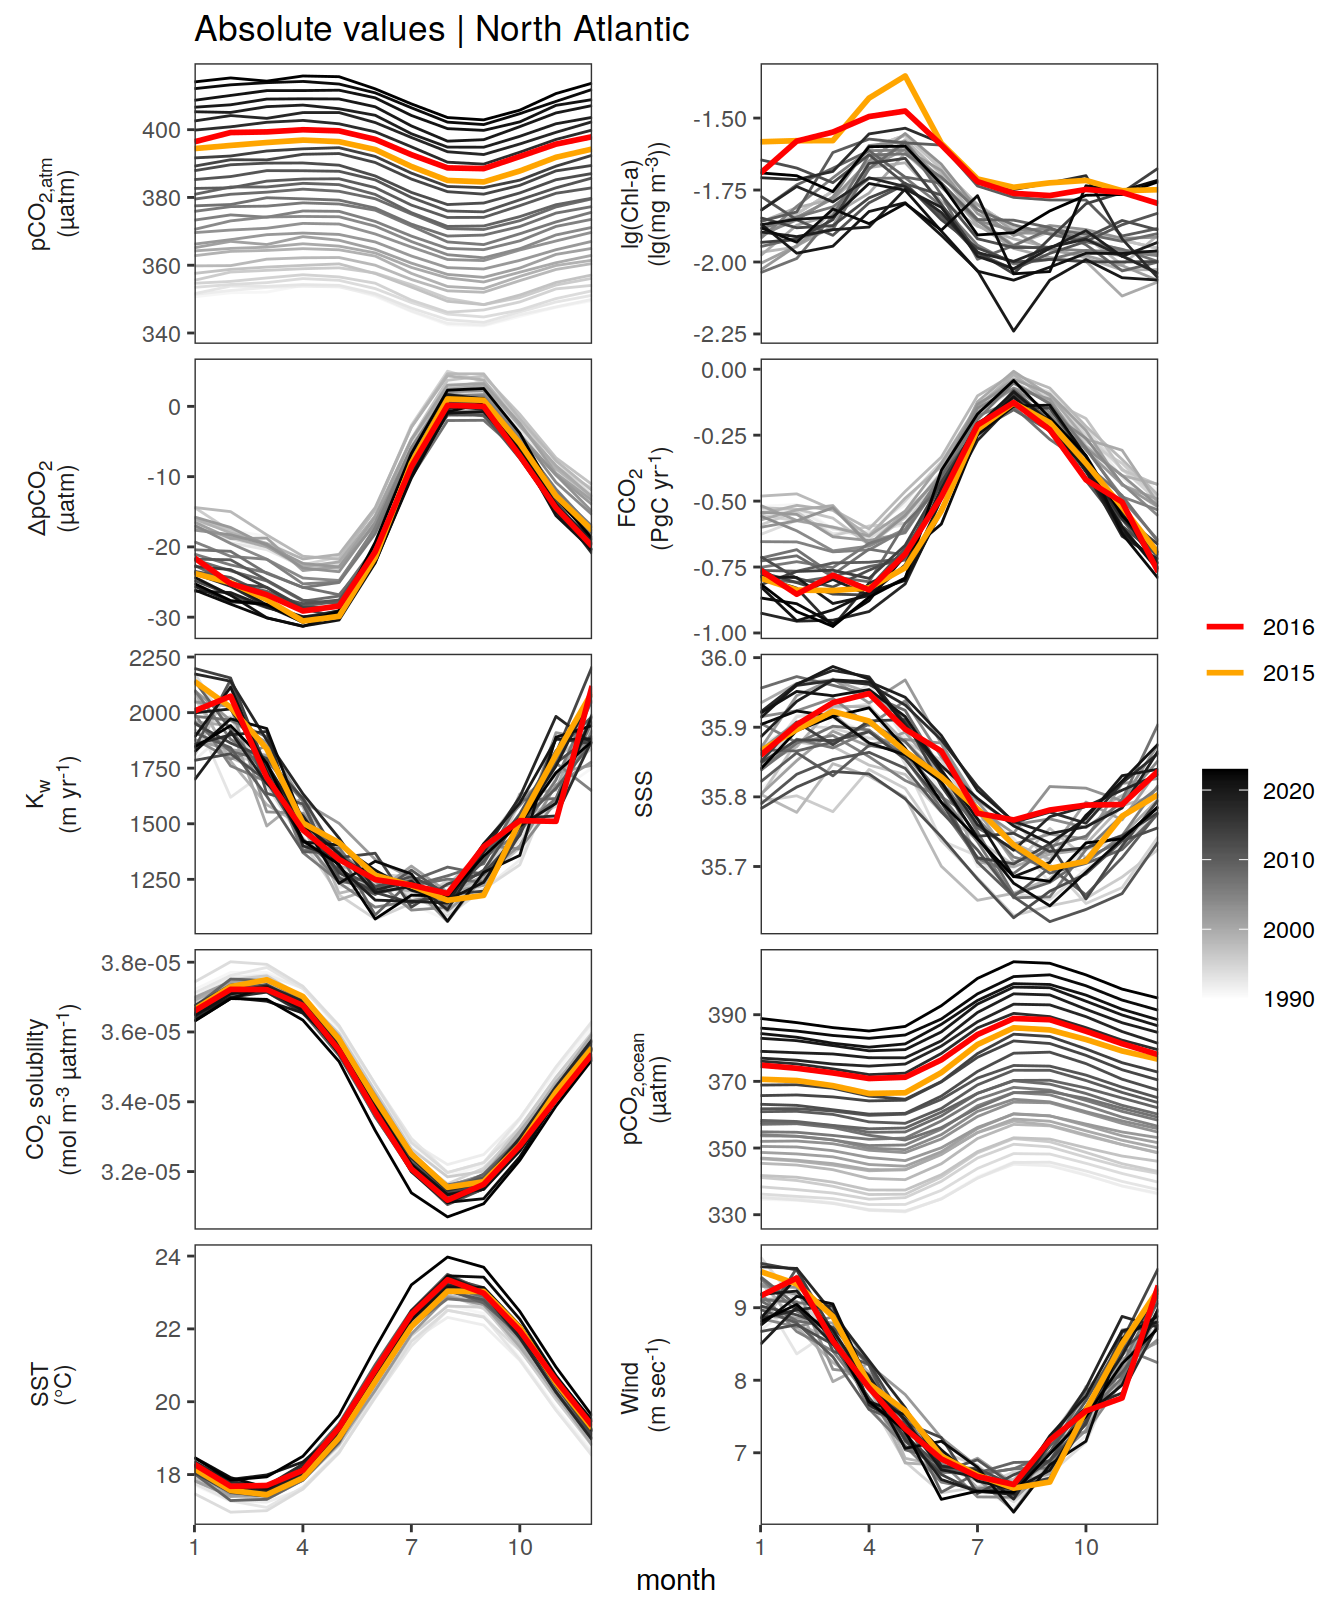 Absolute values | North Atlantic
pCO2,atm
(µatm)
400
380
360
340
lg(Chl-a)
(lg(mg m-3))
-1.50
-1.75
-2.00
-2.25
ΔpCO2
(µatm)
0
-10
-20
-30
FCO2
(PgC yr-1)
0.00
-0.25
-0.50
-0.75
-1.00
Kw
(m yr-1)
2250
2000
1750
1500
1250
SSS
36.0
35.9
35.8
35.7
CO2 solubility
(mol m-3 µatm-1)
3.8e-05
3.6e-05
3.4e-05
3.2e-05
pCO2,ocean
(µatm)
390
370
350
330
SST
(°C)
24
22
20
18
Wind
(m sec-1)
9
8
7
1 4 7 10
1 4 7 10
month
2016
2015
2020
2010
2000
1990